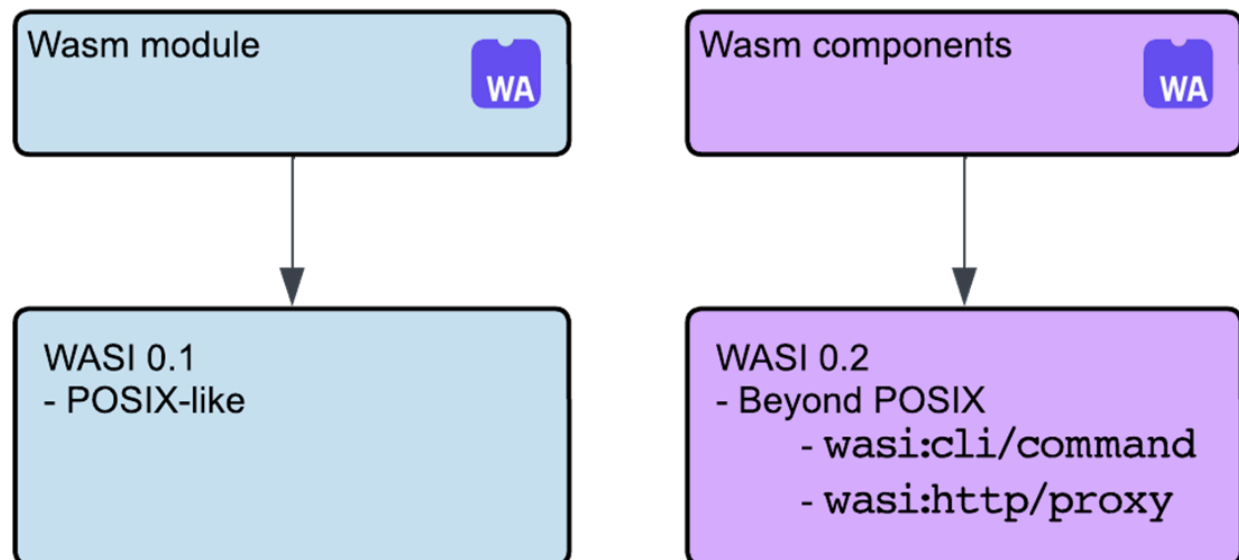 Wasm module
WA
WASI 0.1
- POSIX-like
Wasm components
WA
WASI 0.2
- Beyond POSIX
- wasi:cli/command
- wasi:http/proxy